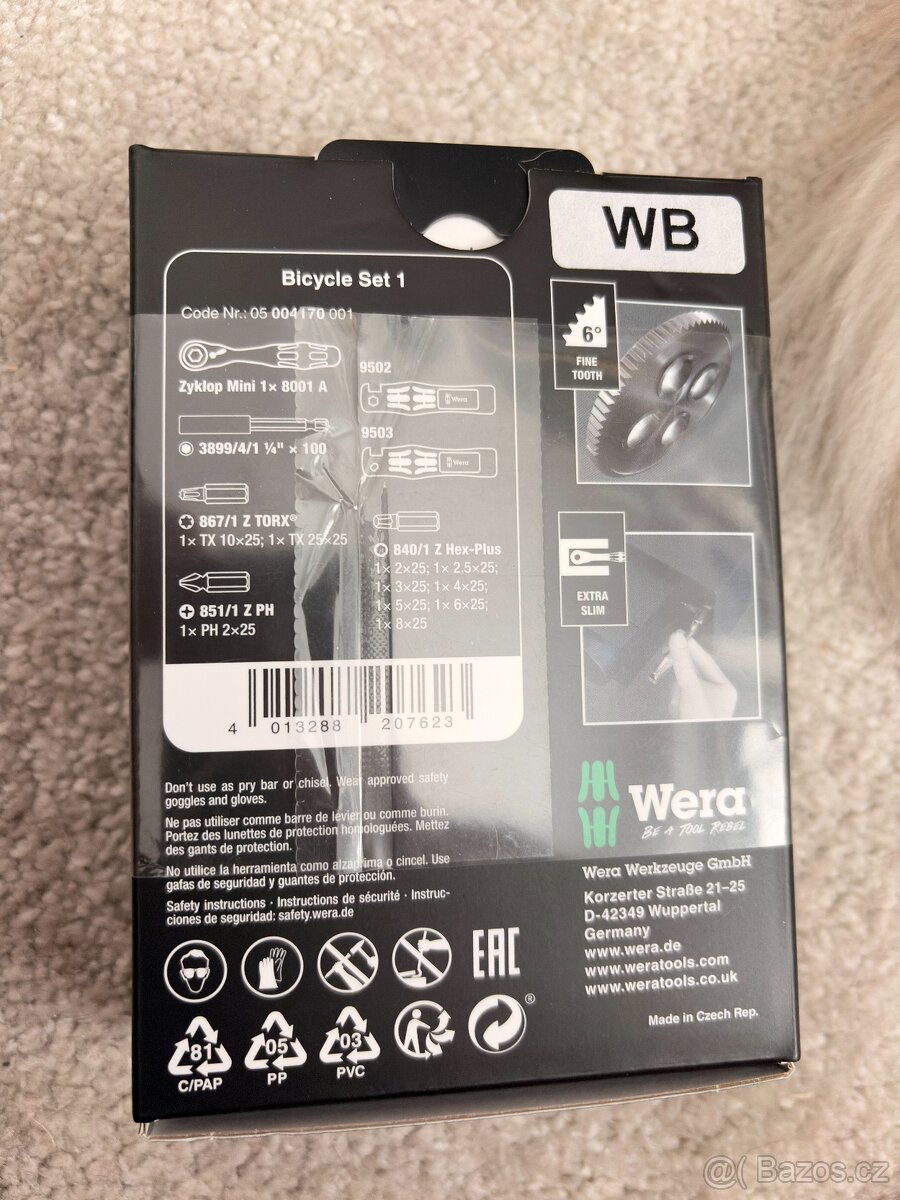 WB
Bicycle Set 1
Code Nr.: 05 004170 001
Zyklop Mini 1× 8001 A
3899/4/1 ¼" × 100
867/1 Z TORX®
1× TX 10×25; 1× TX 25×25
851/1 Z PH
1× PH 2×25
9502
Wera
9503
Wera
840/1 Z Hex-Plus
1× 2×25; 1× 2.5×25;
1× 3×25; 1× 4×25;
1× 5×25; 1× 6×25;
1× 8×25
4 013288 207623
6°
FINE
TOOTH
EXTRA
SLIM
Don't use as pry bar or chisel. Wear approved safety
goggles and gloves.
Ne pas utiliser comme barre de levier ou comme burin.
Portez des lunettes de protection homologuées. Mettez
des gants de protection.
No utilice la herramienta como alzaprima o cincel. Use
gafas de seguridad y guantes de protección.
Safety instructions · Instructions de sécurité · Instruc-
ciones de seguridad: safety.wera.de
EAC
81
C/PAP
05
PP
03
PVC
®
Wera
BE A TOOL REBEL
Wera Werkzeuge GmbH
Korzerter Straße 21–25
D-42349 Wuppertal
Germany
www.wera.de
www.weratools.com
www.weratools.co.uk
Made in Czech Rep.
@( Bazos.cz